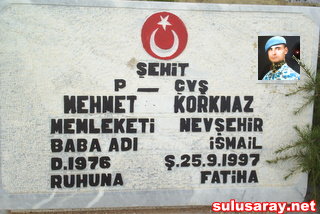 ŞEHİT
P — ÇVŞ
MEHMET KORKMAZ
MEMLEKETİ NEVŞEHİR
BABA ADI İSMAİL
D.1976 Ş.25.9.1997
RUHUNA FATİHA
sulusaray.net